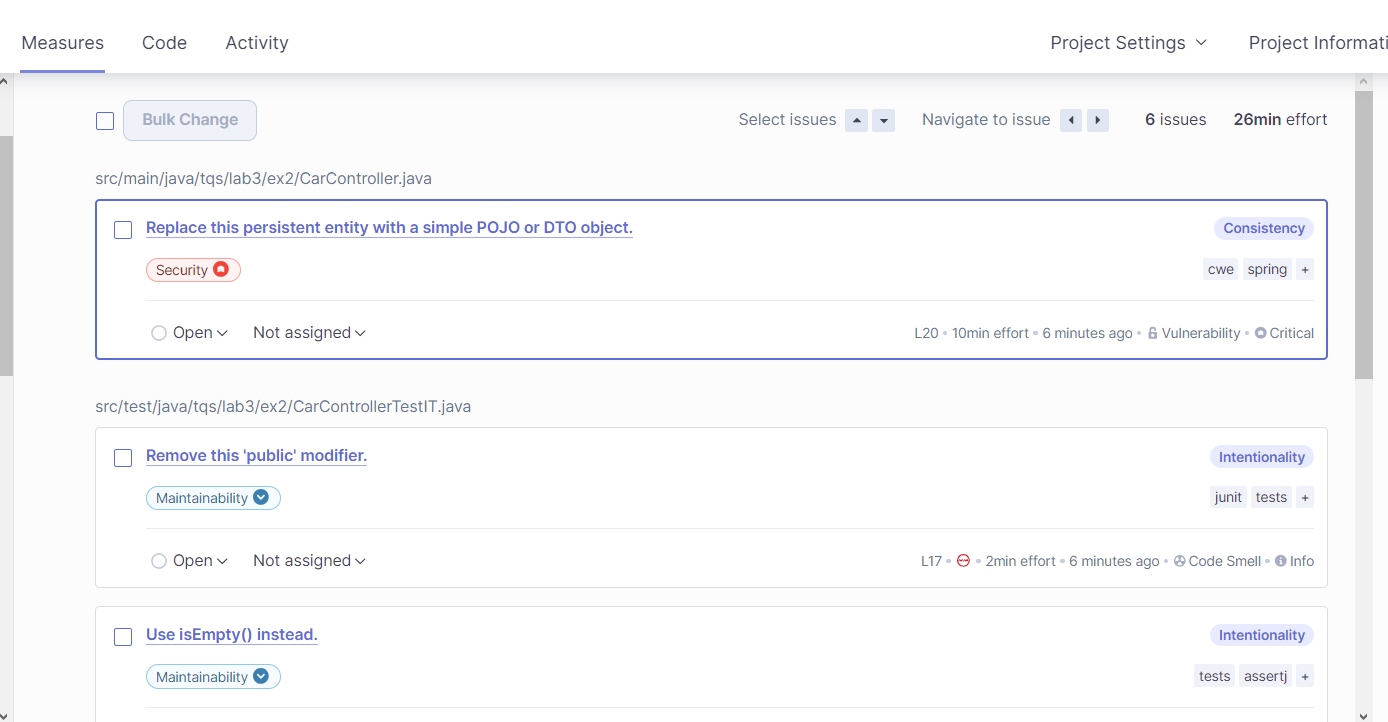 Measures Code Activity Project Settings Project Informati
Bulk Change Select issues Navigate to issue 6 issues 26min effort
src/main/java/tqs/lab3/ex2/CarController.java
Replace this persistent entity with a simple POJO or DTO object. Consistency
Security cwe spring +
Open Not assigned L20 • 10min effort • 6 minutes ago • Vulnerability • Critical
src/test/java/tqs/lab3/ex2/CarControllerTestIT.java
Remove this 'public' modifier. Intentionality
Maintainability junit tests +
Open Not assigned L17 • • 2min effort • 6 minutes ago • Code Smell • Info
Use isEmpty() instead. Intentionality
Maintainability tests assertj +